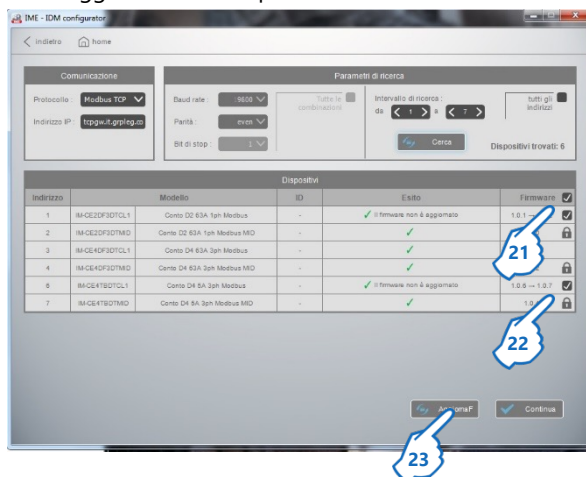 IME - IDM configurator
indietro home
Comunicazione
Protocollo : Modbus TCP
Indirizzo IP : tcpgw.it.grpleg.co
Parametri di ricerca
Baud rate : 9600
Parità : even
Bit di stop : 1
Tutte le combinazioni
Intervallo di ricerca :
da 1 a 7
tutti gli indirizzi
Cerca
Dispositivi trovati: 6
Dispositivi
Indirizzo Modello ID Esito Firmware
1 IM-CE2DF3DTCL1 Conto D2 63A 1ph Modbus - Il firmware non è aggiornato 1.0.1 →
2 IM-CE2DF3DTMID Conto D2 63A 1ph Modbus MID -
3 IM-CE4DF3DTCL1 Conto D4 63A 3ph Modbus -
4 IM-CE4DF3DTMID Conto D4 63A 3ph Modbus MID -
6 IM-CE4TBDTCL1 Conto D4 5A 3ph Modbus - Il firmware non è aggiornato 1.0.6 → 1.0.7
7 IM-CE4TBDTMID Conto D4 5A 3ph Modbus MID -
21
22
Continua
23